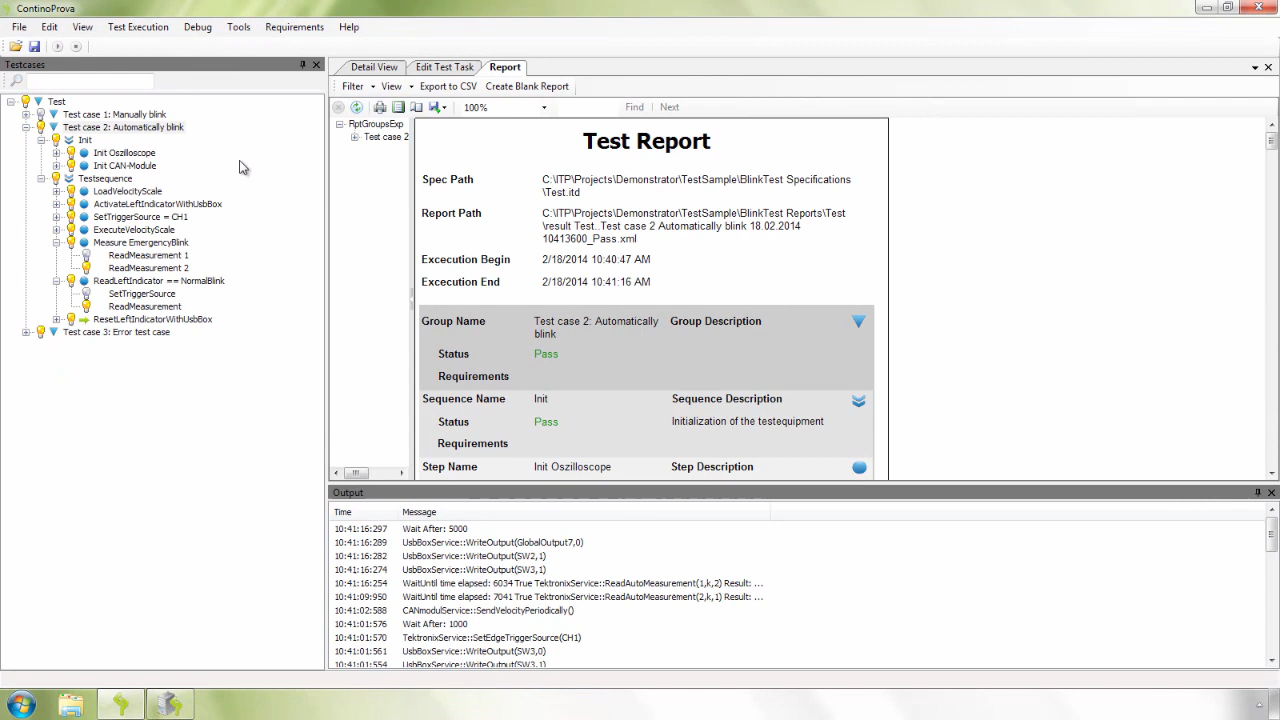 ContinoProva
File Edit View Test Execution Debug Tools Requirements Help
Testcases
Test
Test case 1: Manually blink
Test case 2: Automatically blink
Init
Init Oszilloscope
Init CAN-Module
Testsequence
LoadVelocityScale
ActivateLeftIndicatorWithUsbBox
SetTriggerSource = CH1
ExecuteVelocityScale
Measure EmergencyBlink
ReadMeasurement 1
ReadMeasurement 2
ReadLeftIndicator == NormalBlink
SetTriggerSource
ReadMeasurement
ResetLeftIndicatorWithUsbBox
Test case 3: Error test case
Detail View Edit Test Task Report
Filter View Export to CSV Create Blank Report
100% Find Next
RptGroupsExp
Test case 2
Test Report
Spec Path C:\ITP\Projects\Demonstrator\TestSample\BlinkTest Specifications
\Test.itd
Report Path C:\ITP\Projects\Demonstrator\TestSample\BlinkTest Reports\Test
\result Test..Test case 2 Automatically blink 18.02.2014
10413600_Pass.xml
Excecution Begin 2/18/2014 10:40:47 AM
Excecution End 2/18/2014 10:41:16 AM
Group Name Test case 2: Automatically Group Description
blink
Status Pass
Requirements
Sequence Name Init Sequence Description
Status Pass Initialization of the testequipment
Requirements
Step Name Init Oszilloscope Step Description
Output
Time Message
10:41:16:297 Wait After: 5000
10:41:16:289 UsbBoxService::WriteOutput(GlobalOutput7,0)
10:41:16:282 UsbBoxService::WriteOutput(SW2,1)
10:41:16:274 UsbBoxService::WriteOutput(SW3,1)
10:41:16:254 WaitUntil time elapsed: 6034 True TektronixService::ReadAutoMeasurement(1,k,2) Result: ...
10:41:09:950 WaitUntil time elapsed: 7041 True TektronixService::ReadAutoMeasurement(2,k,1) Result: ...
10:41:02:588 CANmodulService::SendVelocityPeriodically()
10:41:01:576 Wait After: 1000
10:41:01:570 TektronixService::SetEdgeTriggerSource(CH1)
10:41:01:561 UsbBoxService::WriteOutput(SW3,0)
10:41:01:554 UsbBoxService::WriteOutput(SW3,1)